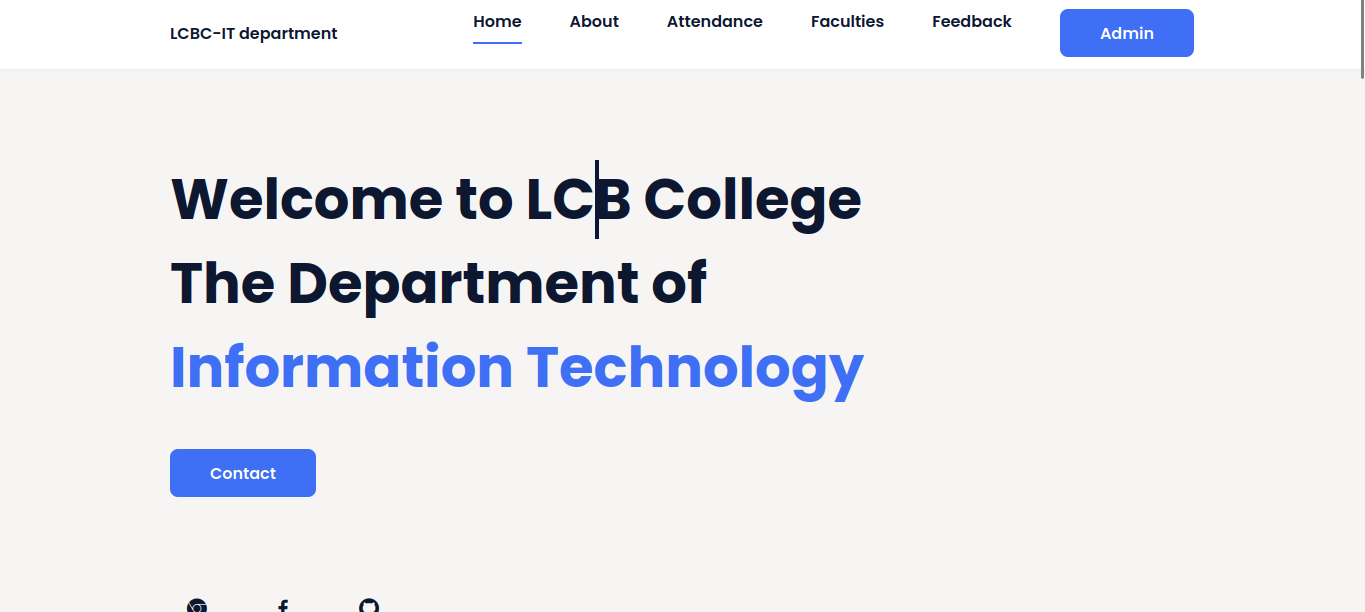 LCBC-IT department
Home
About
Attendance
Faculties
Feedback
Admin
Welcome to LCB College
The Department of
Information Technology
Contact